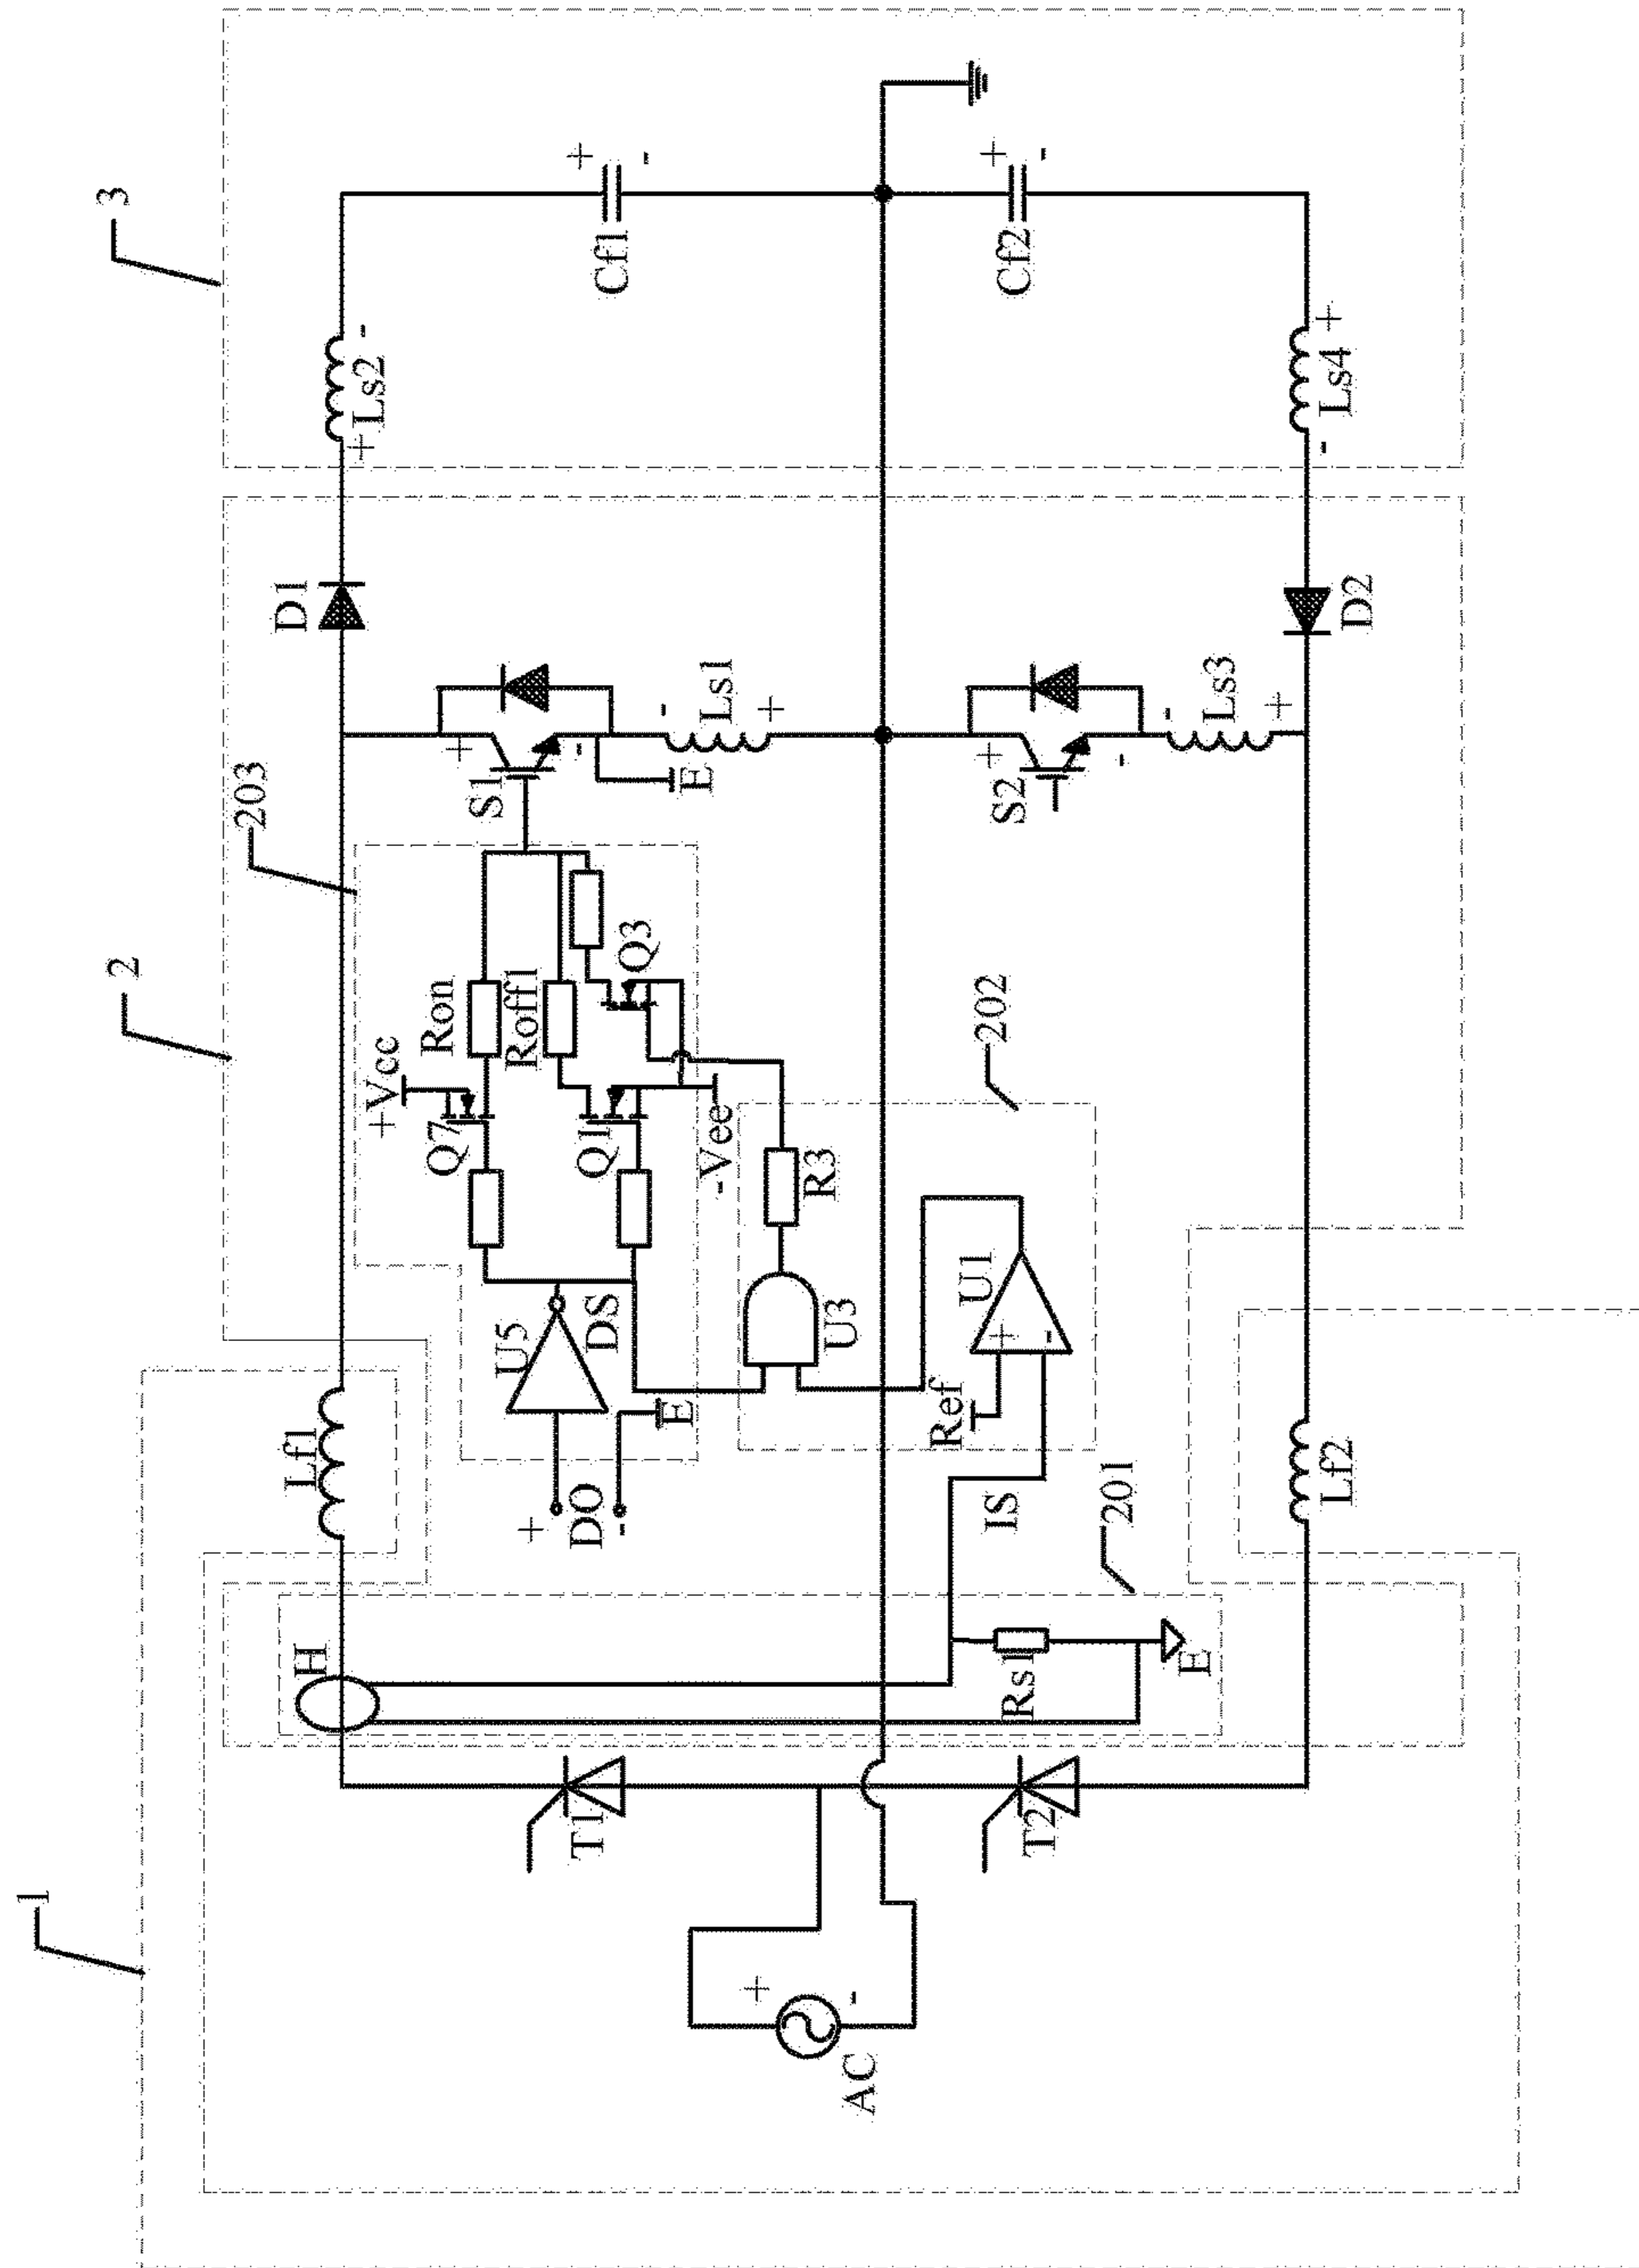 1
2
3
203
202
201
AC
+
-
T1
T2
H
Rs1
E
Lf1
Lf2
IS
+
DO
-
E
U5
DS
Ref
U1
+
-
U3
R3
Q7
+Vcc
Q1
-Vee
Ron
Roff1
Q3
S1
+
-
E
-
Ls1
+
S2
+
-
-
Ls3
+
D1
D2
+
Ls2
-
-
Ls4
+
Cf1
+
-
Cf2
+
-